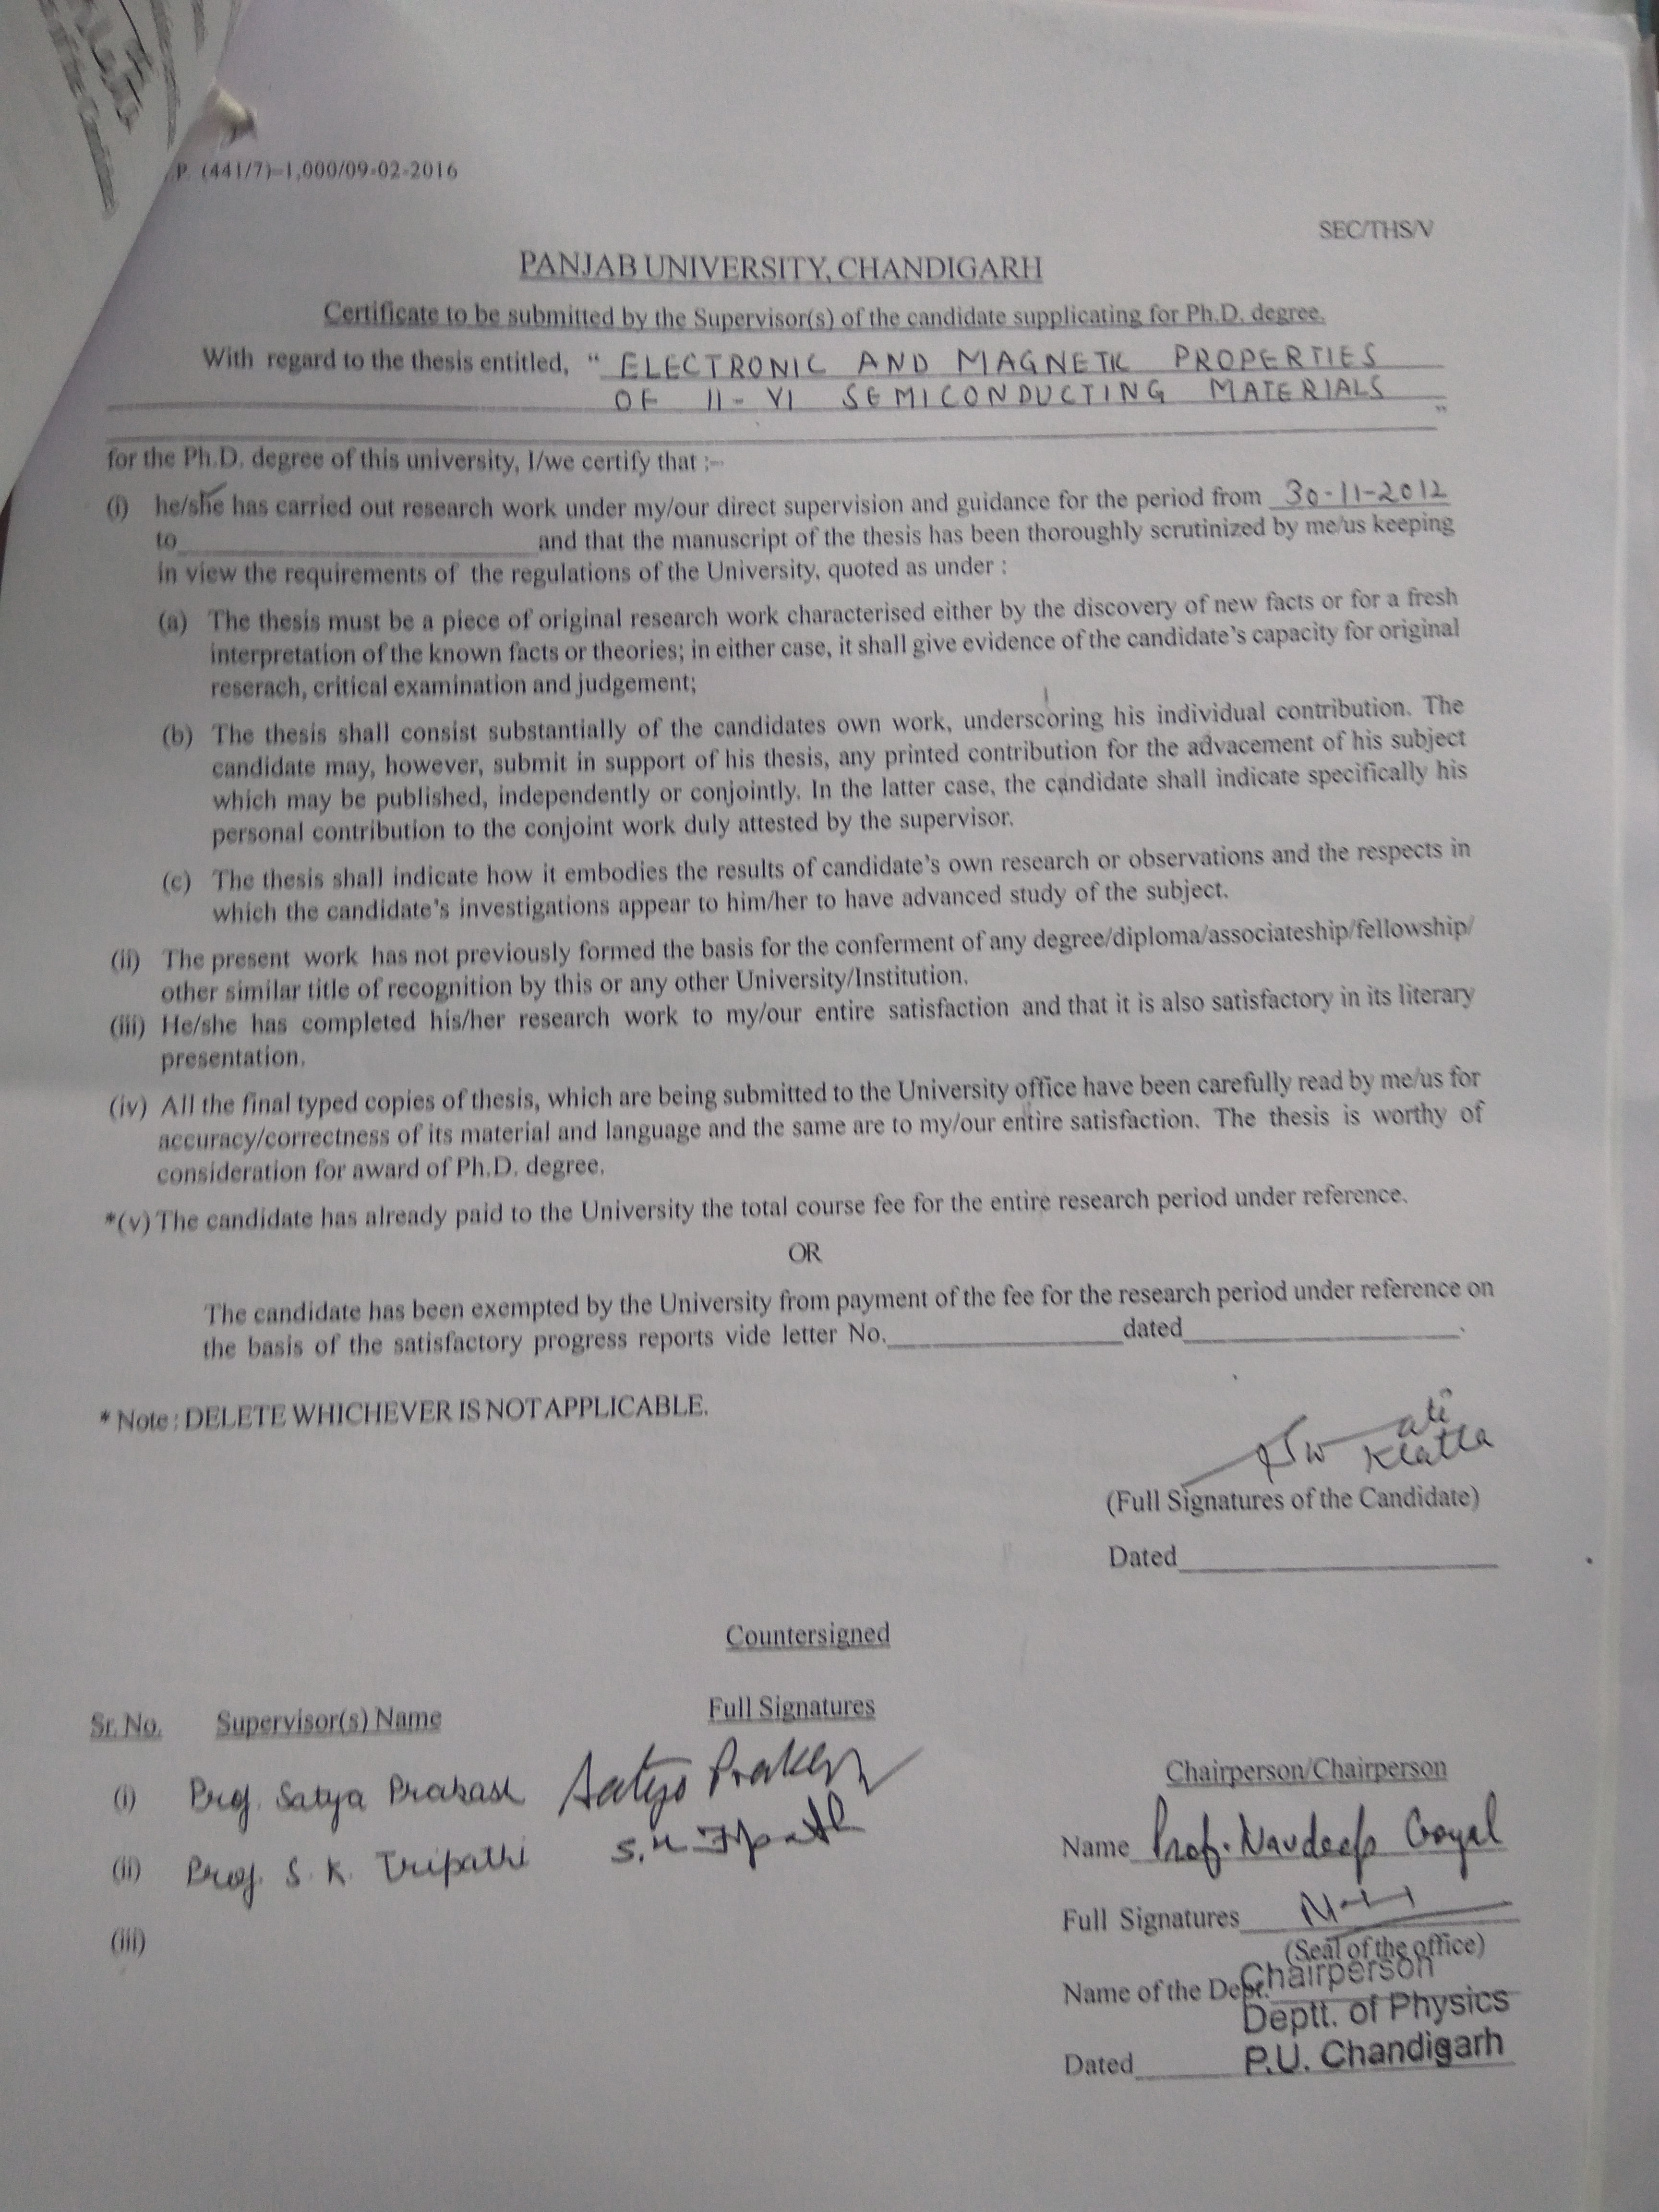 P. (441/7)-1,000/09-02-2016
SEC/THS/V
PANJAB UNIVERSITY, CHANDIGARH
Certificate to be submitted by the Supervisor(s) of the candidate supplicating for Ph.D. degree.
With regard to the thesis entitled, " ELECTRONIC AND MAGNETIC PROPERTIES
OF II-VI SEMICONDUCTING MATERIALS "
for the Ph.D. degree of this university, I/we certify that :-
(i) he/she has carried out research work under my/our direct supervision and guidance for the period from 30-11-2012
to____________________and that the manuscript of the thesis has been thoroughly scrutinized by me/us keeping
in view the requirements of the regulations of the University, quoted as under :
(a) The thesis must be a piece of original research work characterised either by the discovery of new facts or for a fresh
interpretation of the known facts or theories; in either case, it shall give evidence of the candidate's capacity for original
reserach, critical examination and judgement;
(b) The thesis shall consist substantially of the candidates own work, underscoring his individual contribution. The
candidate may, however, submit in support of his thesis, any printed contribution for the advacement of his subject
which may be published, independently or conjointly. In the latter case, the candidate shall indicate specifically his
personal contribution to the conjoint work duly attested by the supervisor.
(c) The thesis shall indicate how it embodies the results of candidate's own research or observations and the respects in
which the candidate's investigations appear to him/her to have advanced study of the subject.
(ii) The present work has not previously formed the basis for the conferment of any degree/diploma/associateship/fellowship/
other similar title of recognition by this or any other University/Institution.
(iii) He/she has completed his/her research work to my/our entire satisfaction and that it is also satisfactory in its literary
presentation.
(iv) All the final typed copies of thesis, which are being submitted to the University office have been carefully read by me/us for
accuracy/correctness of its material and language and the same are to my/our entire satisfaction. The thesis is worthy of
consideration for award of Ph.D. degree.
*(v) The candidate has already paid to the University the total course fee for the entire research period under reference.
OR
The candidate has been exempted by the University from payment of the fee for the research period under reference on
the basis of the satisfactory progress reports vide letter No.____________dated______________.
* Note : DELETE WHICHEVER IS NOT APPLICABLE.
Swati
(Full Signatures of the Candidate)
Dated________________
Countersigned
Sr. No. Supervisor(s) Name Full Signatures
(i) Prof. Satya Prakash Satya Prakash
(ii) Prof. S. K. Tripathi S.K. Tripathi
(iii)
Chairperson/Chairperson
Name Prof. Navdeep Goyal
Full Signatures
(Seal of the office)
Name of the Dept.
Chairperson
Deptt. of Physics
Dated
P.U. Chandigarh